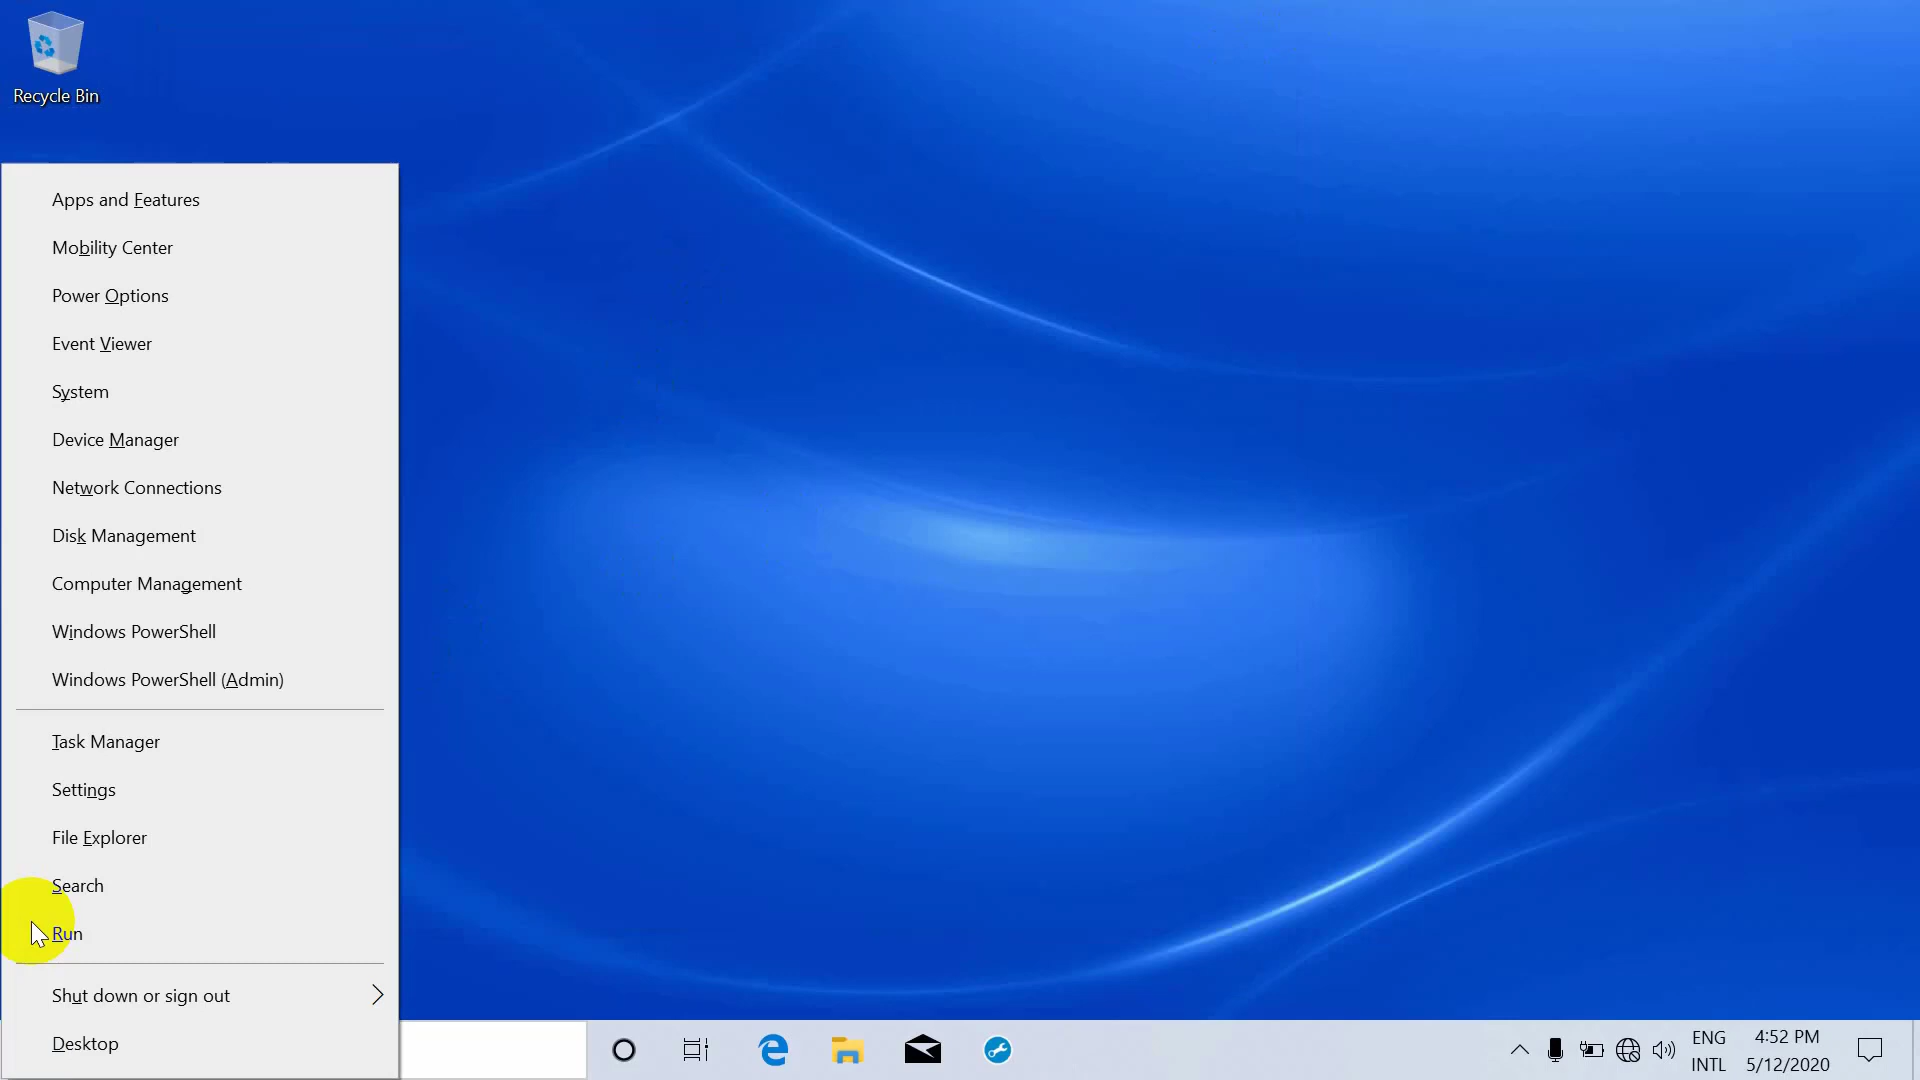 Recycle Bin
Apps and Features
Mobility Center
Power Options
Event Viewer
System
Device Manager
Network Connections
Disk Management
Computer Management
Windows PowerShell
Windows PowerShell (Admin)
Task Manager
Settings
File Explorer
Search
Run
Shut down or sign out
Desktop
ENG
INTL
4:52 PM
5/12/2020